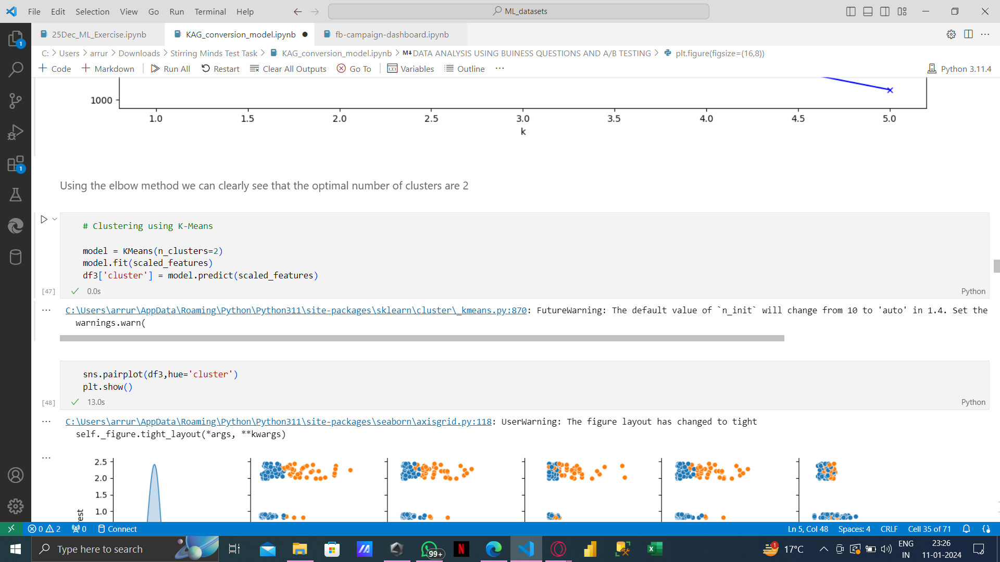 File Edit Selection View Go Run Terminal Help
ML_datasets
25Dec_ML_Exercise.ipynb
KAG_conversion_model.ipynb
fb-campaign-dashboard.ipynb
C: > Users > arrur > Downloads > Stirring Minds Test Task > KAG_conversion_model.ipynb > M↓DATA ANALYSIS USING BUINESS QUESTIONS AND A/B TESTING > plt.figure(figsize=(16,8))
+ Code + Markdown Run All Restart Clear All Outputs Go To Variables Outline ...
Python 3.11.4
1000
1.0 1.5 2.0 2.5 3.0 3.5 4.0 4.5 5.0
k
Using the elbow method we can clearly see that the optimal number of clusters are 2
# Clustering using K-Means
model = KMeans(n_clusters=2)
model.fit(scaled_features)
df3['cluster'] = model.predict(scaled_features)
[47] 0.0s Python
C:\Users\arrur\AppData\Roaming\Python\Python311\site-packages\sklearn\cluster\_kmeans.py:870: FutureWarning: The default value of `n_init` will change from 10 to 'auto' in 1.4. Set the
warnings.warn(
sns.pairplot(df3,hue='cluster')
plt.show()
[48] 13.0s Python
C:\Users\arrur\AppData\Roaming\Python\Python311\site-packages\seaborn\axisgrid.py:118: UserWarning: The figure layout has changed to tight
self._figure.tight_layout(*args, **kwargs)
2.5
2.0
1.5
1.0
rest
0 2 0 Connect
Ln 5, Col 48 Spaces: 4 CRLF Cell 35 of 71
Type here to search
99+
1
17°C
ENG
IN
23:26
11-01-2024